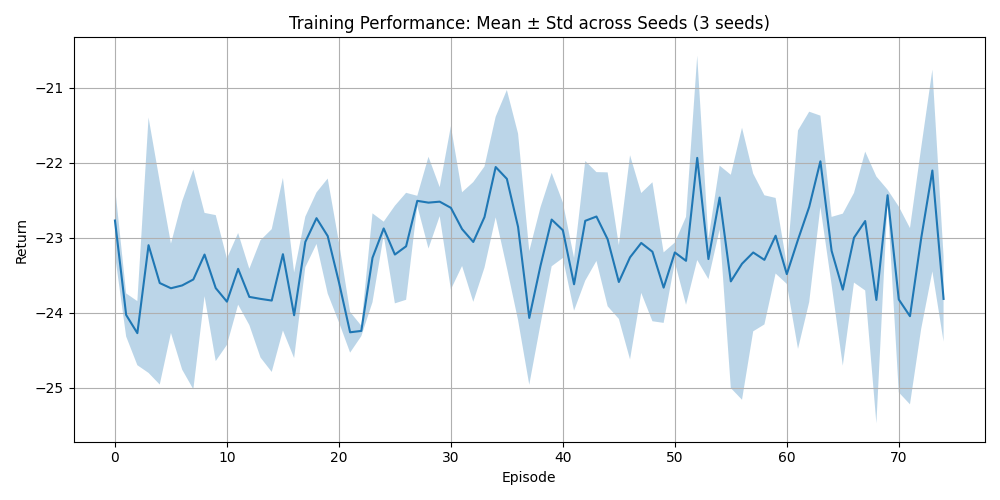 Training Performance: Mean ± Std across Seeds (3 seeds)
Return
−21
−22
−23
−24
−25
0 10 20 30 40 50 60 70
Episode